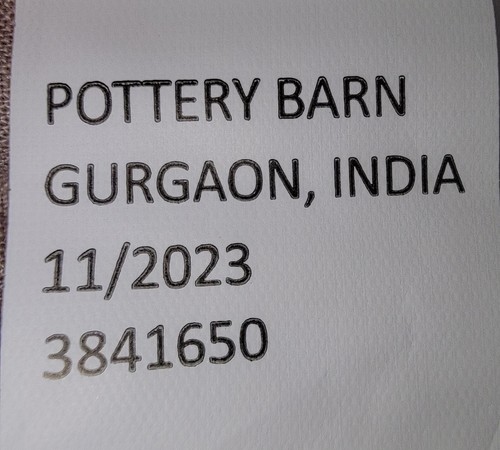 POTTERY BARN
GURGAON, INDIA
11/2023
3841650